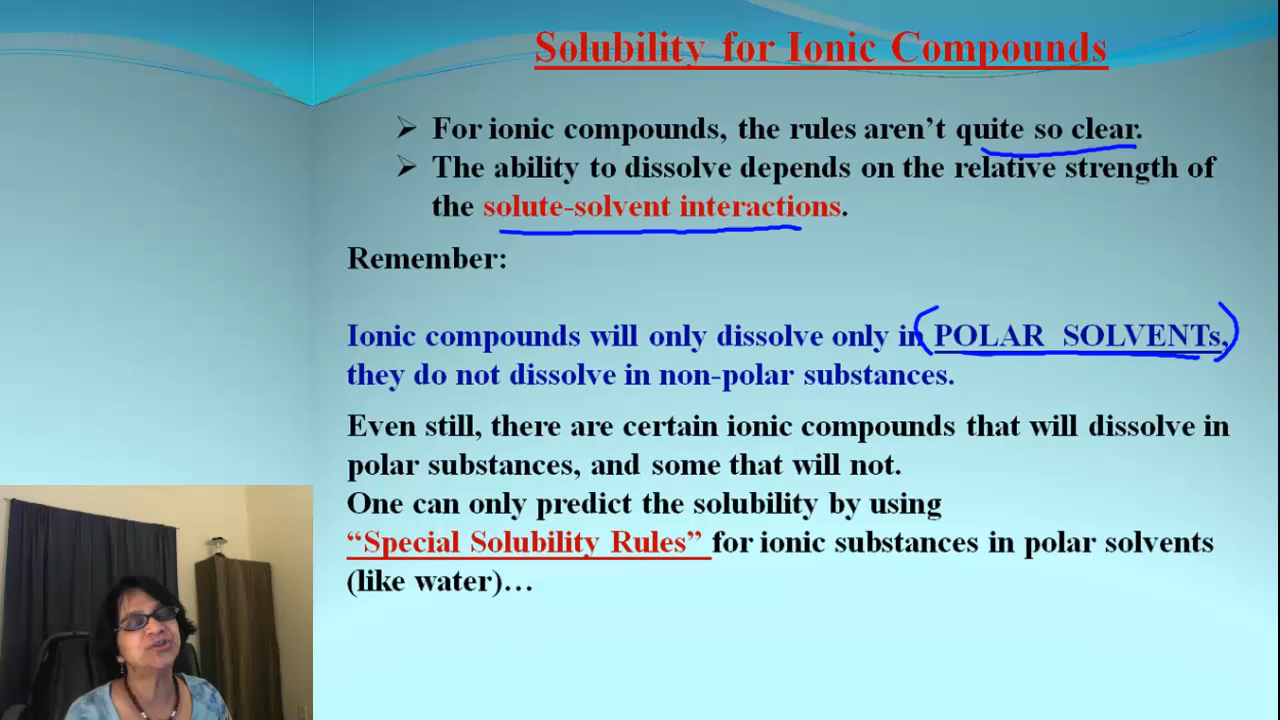 Solubility for Ionic Compounds
➢ For ionic compounds, the rules aren't quite so clear.
➢ The ability to dissolve depends on the relative strength of
the solute-solvent interactions.
Remember:
Ionic compounds will only dissolve only in POLAR SOLVENTs,
they do not dissolve in non-polar substances.
Even still, there are certain ionic compounds that will dissolve in
polar substances, and some that will not.
One can only predict the solubility by using
“Special Solubility Rules” for ionic substances in polar solvents
(like water)…